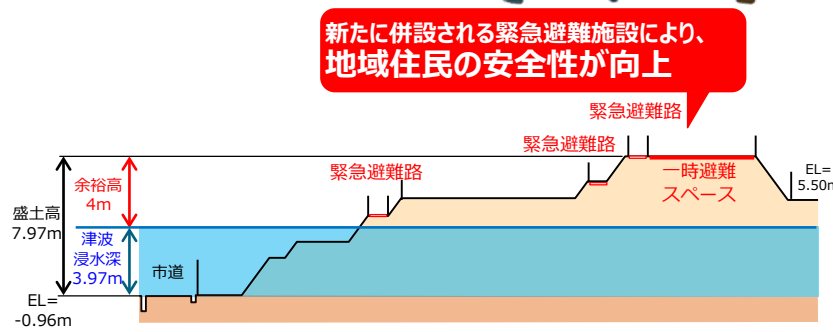 新たに併設される緊急避難施設により、
地域住民の安全性が向上
緊急避難路
緊急避難路
緊急避難路
一時避難
スペース
EL=
5.50m
余裕高
4m
盛土高
7.97m
津波
浸水深
3.97m
市道
EL=
-0.96m